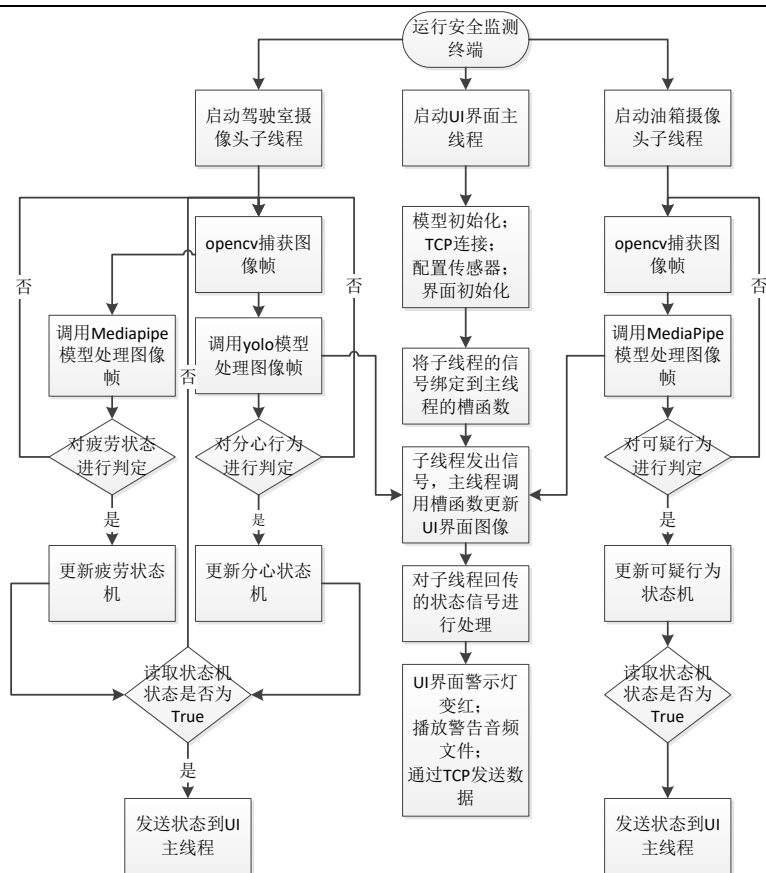 运行安全监测
终端
启动驾驶室摄
像头子线程
启动UI界面主
线程
启动油箱摄像
头子线程
opencv捕获图
像帧
模型初始化；
TCP连接；
配置传感器；
界面初始化
opencv捕获图
像帧
否
否
否
调用Mediapipe
模型处理图像
帧
调用yolo模型
处理图像帧
否
将子线程的信
号绑定到主线
程的槽函数
调用MediaPipe
模型处理图像
帧
对疲劳状态
进行判定
对分心行为
进行判定
子线程发出信
号，主线程调
用槽函数更新
UI界面图像
对可疑行为
进行判定
是
是
是
更新疲劳状态
机
更新分心状态
机
对子线程回传
的状态信号进
行处理
更新可疑行为
状态机
读取状态机
状态是否为
True
UI界面警示灯
变红；
播放警告音频
文件；
通过TCP发送数
据
读取状态机
状态是否为
True
是
发送状态到UI
主线程
发送状态到UI
主线程